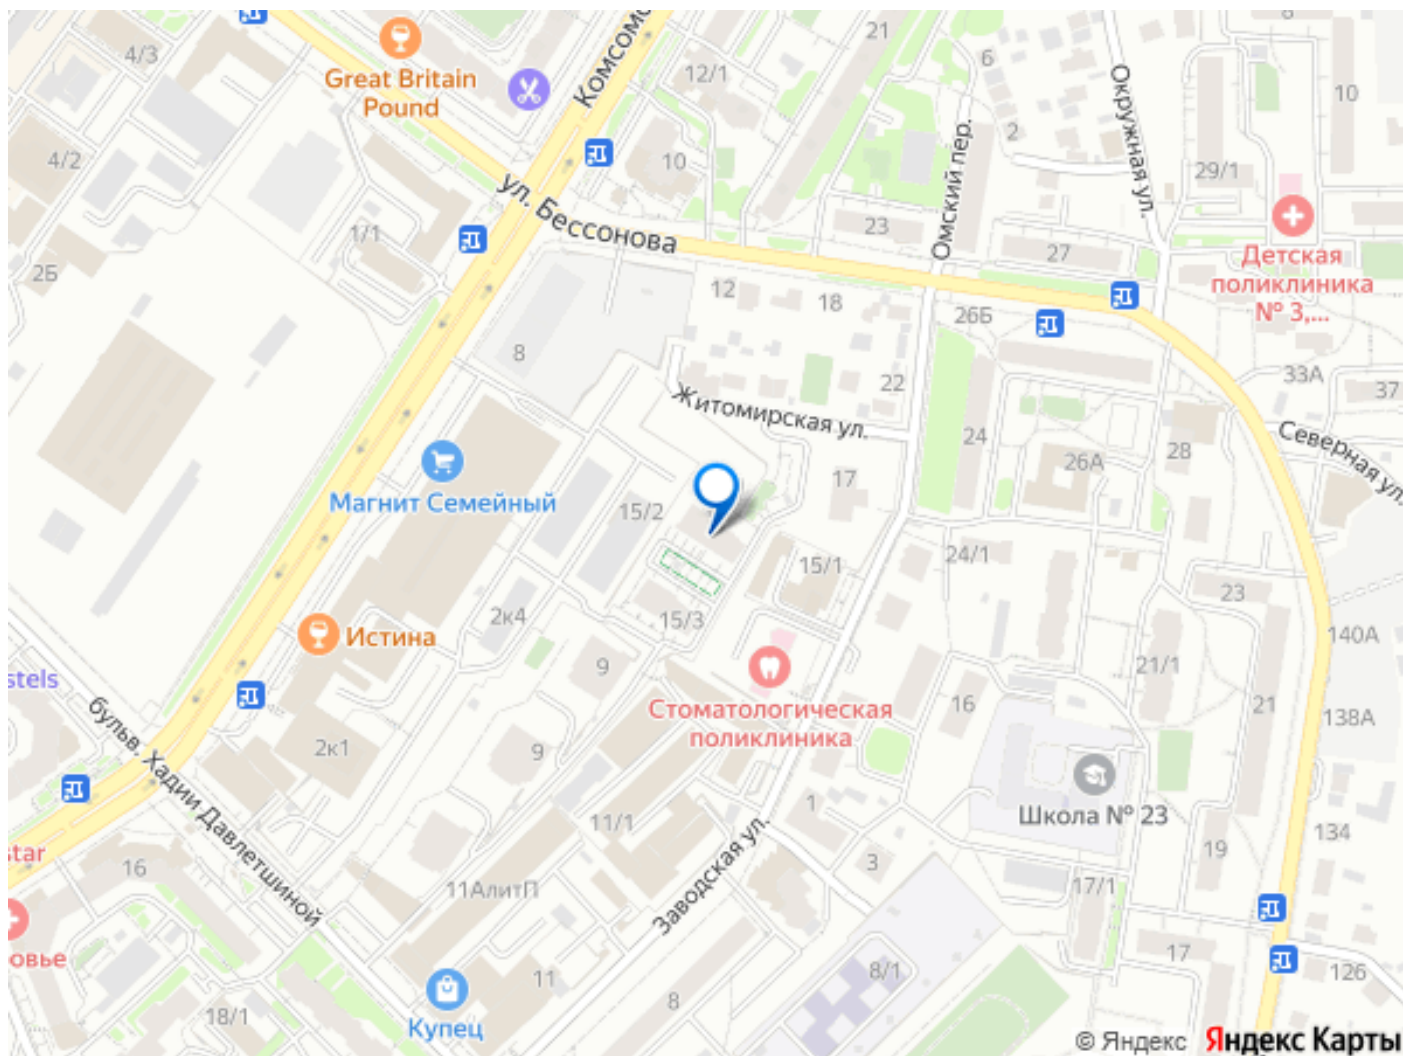 4/3
Great Britain
Pound
Комсомо
12/1
21
6
2
Омский пер.
Окружная ул.
8
10
4/2
10
29/1
ул. Бессонова
23
27
Детская
поликлиника
№ 3,...
1/1
2Б
12
18
26Б
8
22
33А
37
Житомирская ул.
24
28
26А
Северная ул.
Магнит Семейный
15/2
17
24/1
15/1
23
2к4
15/3
Истина
140А
stels
9
21/1
16
21
138А
Стоматологическая
поликлиника
бульв. Хадии Давлетшиной
2к1
9
Школа № 23
1
134
11/1
Заводская ул.
19
star
16
3
11АлитП
17/1
овье
17
126
11
8/1
8
18/1
Купец
© Яндекс Яндекс Карты